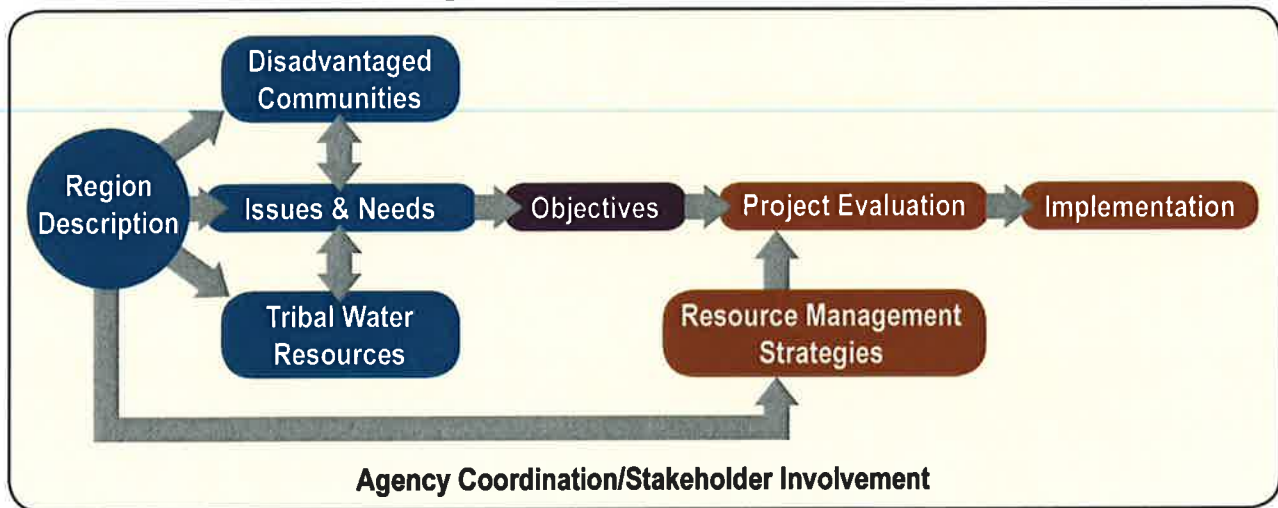 Disadvantaged
Communities
Region
Description
Issues & Needs
Objectives
Project Evaluation
Implementation
Tribal Water
Resources
Resource Management
Strategies
Agency Coordination/Stakeholder Involvement